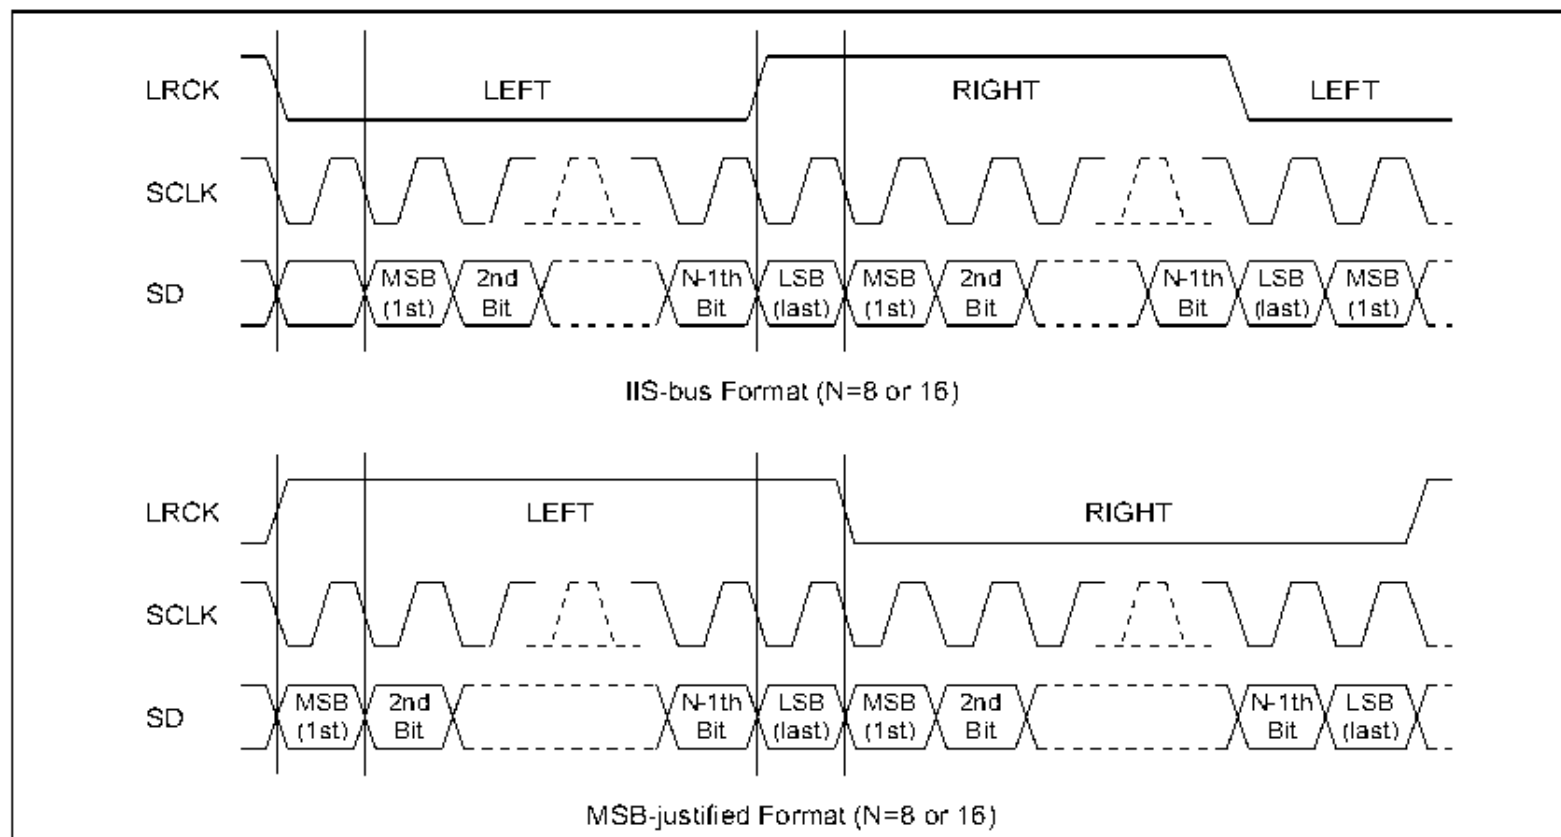 LRCK LEFT RIGHT LEFT
SCLK
SD MSB (1st) 2nd Bit N-1th Bit LSB (last) MSB (1st) 2nd Bit N-1th Bit LSB (last) MSB (1st)
IIS-bus Format (N=8 or 16)
LRCK LEFT RIGHT
SCLK
SD MSB (1st) 2nd Bit N-1th Bit LSB (last) MSB (1st) 2nd Bit N-1th Bit LSB (last)
MSB-justified Format (N=8 or 16)